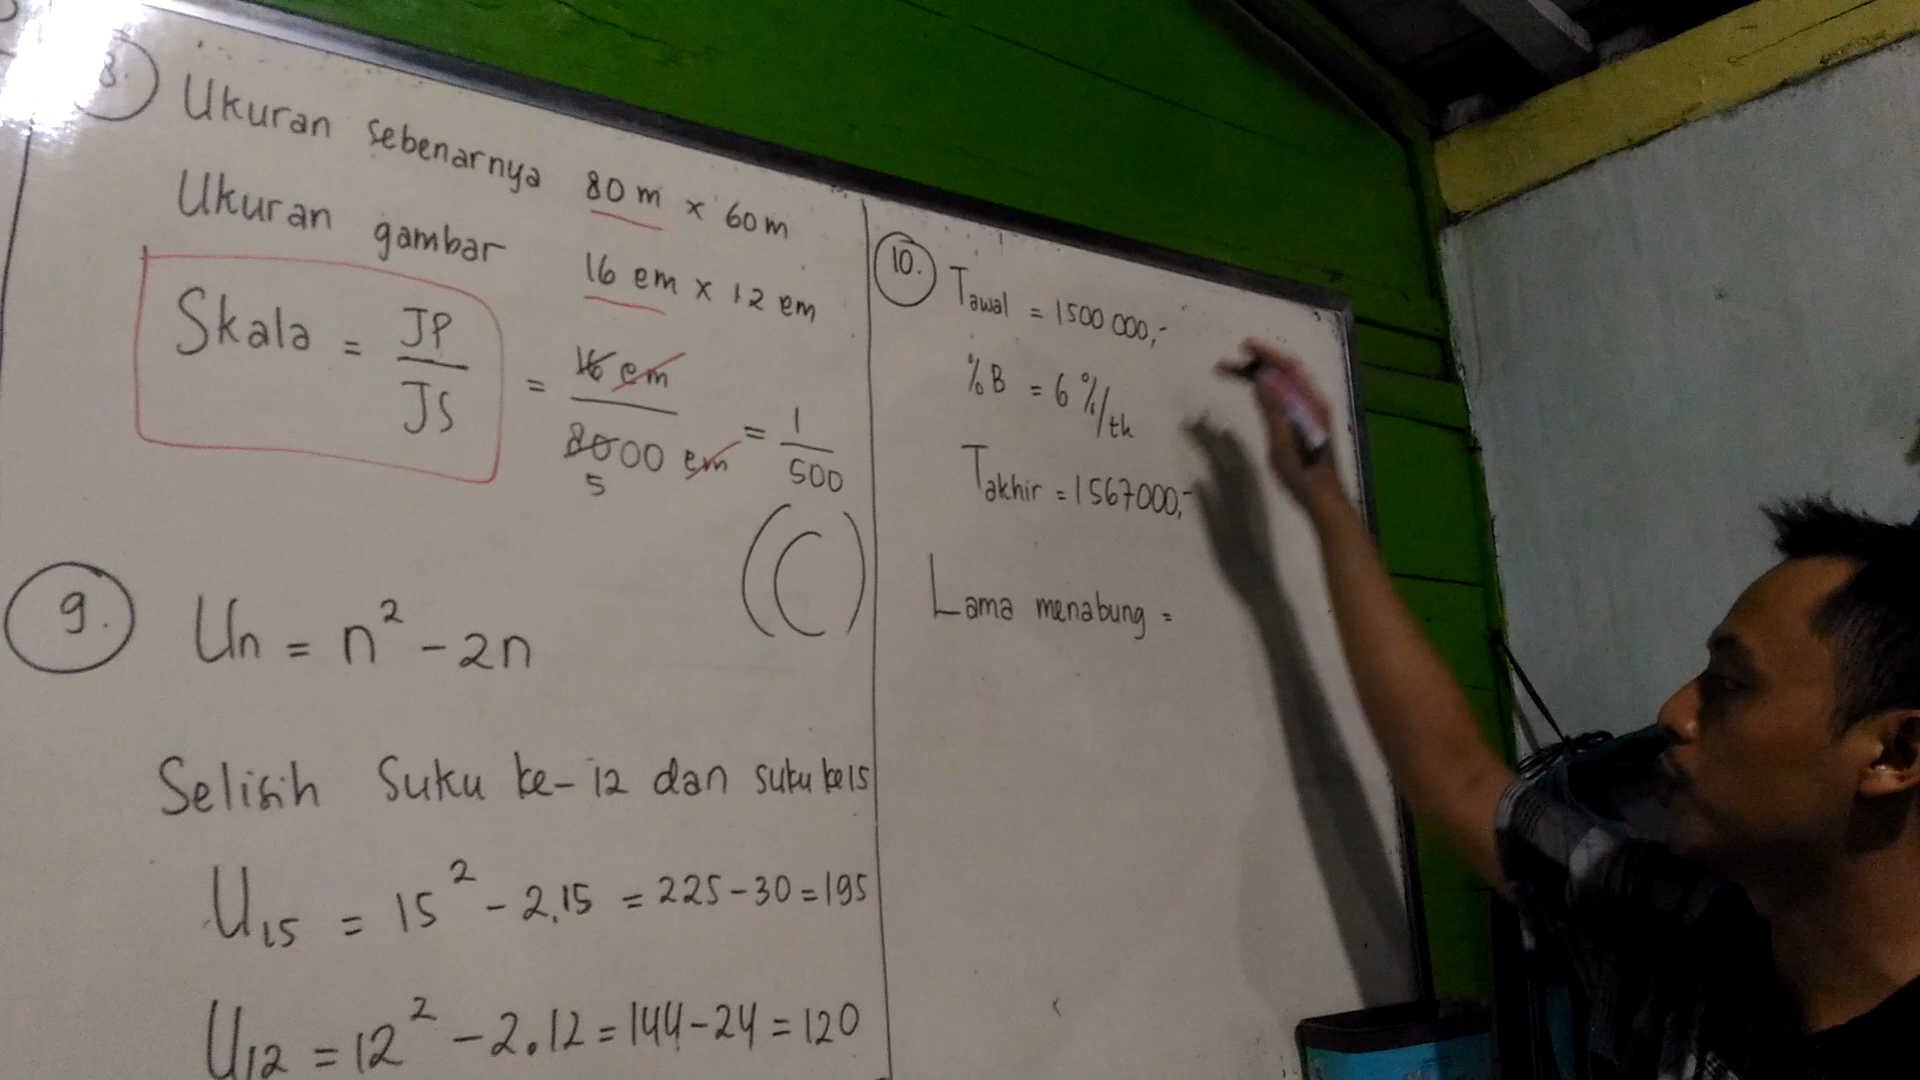 8. Ukuran sebenarnya 80 m x 60 m
Ukuran gambar 16 cm x 12 cm
Skala = JP/JS = 16 cm / 8000 cm = 1/500
5
(C)
9. Un = n² - 2n
Selisih Suku ke-12 dan suku ke15
U15 = 15² - 2.15 = 225 - 30 = 195
U12 = 12² - 2.12 = 144 - 24 = 120
10. Tawal = 1500 000,-
%B = 6%/th
Takhir = 1567000,-
Lama menabung =